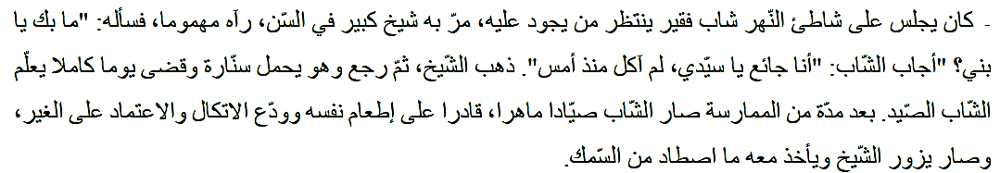 - كان يجلس على شاطئ النّهر شاب فقير ينتظر من يجود عليه، مرّ به شيخ كبير في السّن، رآه مهموما، فسأله: "ما بك يا
بني؟ "أجاب الشّاب: "أنا جائع يا سيّدي، لم آكل منذ أمس". ذهب الشّيخ، ثمّ رجع وهو يحمل سنّارة وقضى يوما كاملا يعلّم
الشّاب الصّيد. بعد مدّة من الممارسة صار الشّاب صيّادا ماهرا، قادرا على إطعام نفسه وودّع الاتكال والاعتماد على الغير،
وصار يزور الشّيخ ويأخذ معه ما اصطاد من السّمك.